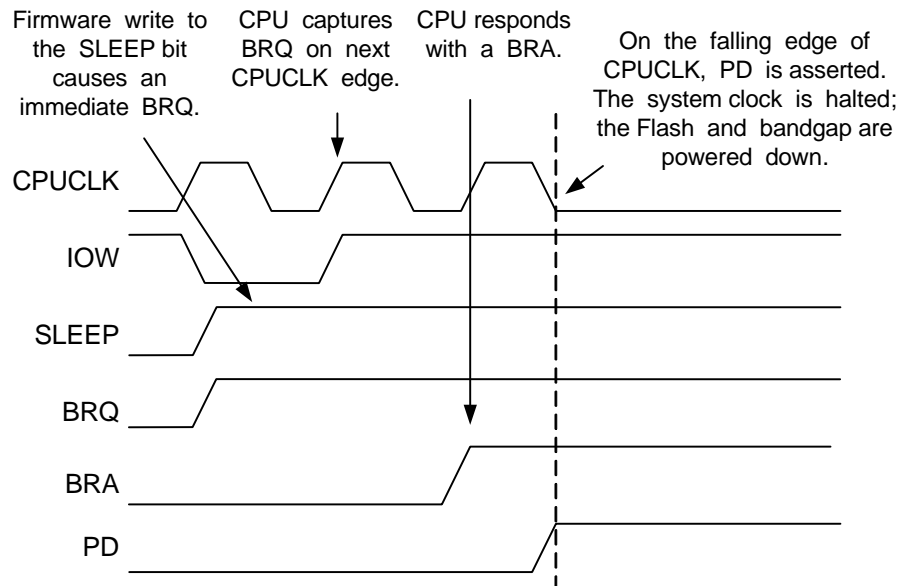 Firmware write to
the SLEEP bit
causes an
immediate BRQ.
CPU captures
BRQ on next
CPUCLK edge.
CPU responds
with a BRA.
On the falling edge of
CPUCLK, PD is asserted.
The system clock is halted;
the Flash and bandgap are
powered down.
CPUCLK
IOW
SLEEP
BRQ
BRA
PD